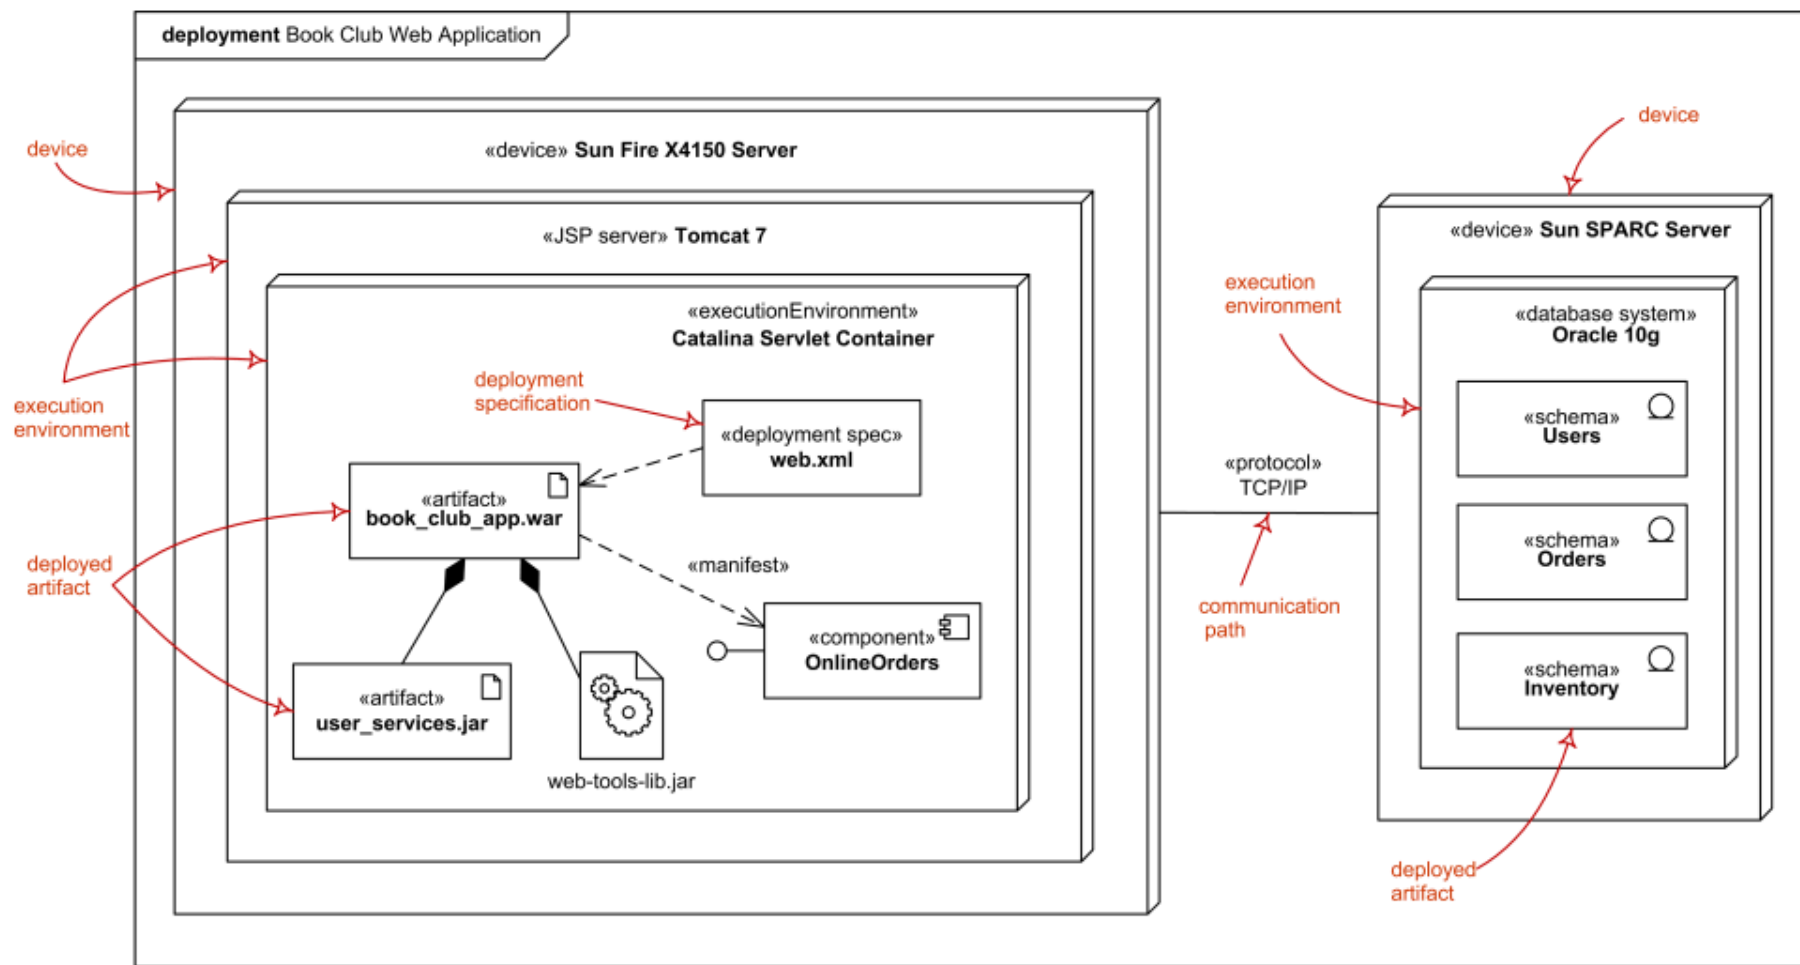 deployment Book Club Web Application
device
«device» Sun Fire X4150 Server
device
«JSP server» Tomcat 7
«device» Sun SPARC Server
«executionEnvironment»
Catalina Servlet Container
execution
environment
«database system»
Oracle 10g
deployment
specification
execution
environment
«deployment spec»
web.xml
«schema»
Users
«artifact»
book_club_app.war
«protocol»
TCP/IP
deployed
artifact
«manifest»
«schema»
Orders
communication
path
«component»
OnlineOrders
«artifact»
user_services.jar
«schema»
Inventory
web-tools-lib.jar
deployed
artifact